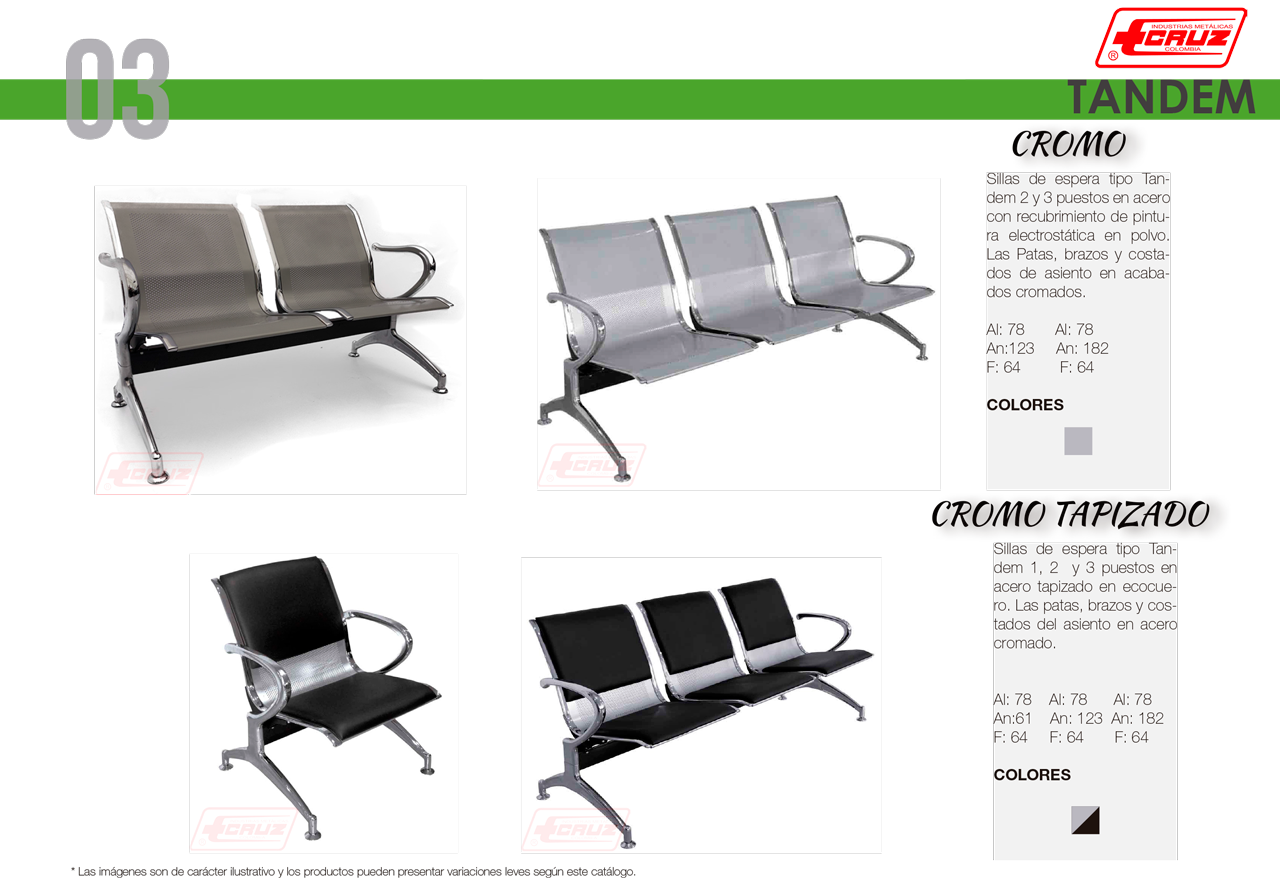 03
INDUSTRIAS METÁLICAS
CRUZ
COLOMBIA
®
TANDEM
CROMO
Sillas de espera tipo Tan-
dem 2 y 3 puestos en acero
con recubrimiento de pintu-
ra electrostática en polvo.
Las Patas, brazos y costa-
dos de asiento en acaba-
dos cromados.
Al: 78 Al: 78
An:123 An: 182
F: 64 F: 64
COLORES
CRUZ
CRUZ
CROMO TAPIZADO
Sillas de espera tipo Tan-
dem 1, 2 y 3 puestos en
acero tapizado en ecocue-
ro. Las patas, brazos y cos-
tados del asiento en acero
cromado.
Al: 78 Al: 78 Al: 78
An:61 An: 123 An: 182
F: 64 F: 64 F: 64
COLORES
CRUZ
CRUZ
* Las imágenes son de carácter ilustrativo y los productos pueden presentar variaciones leves según este catálogo.